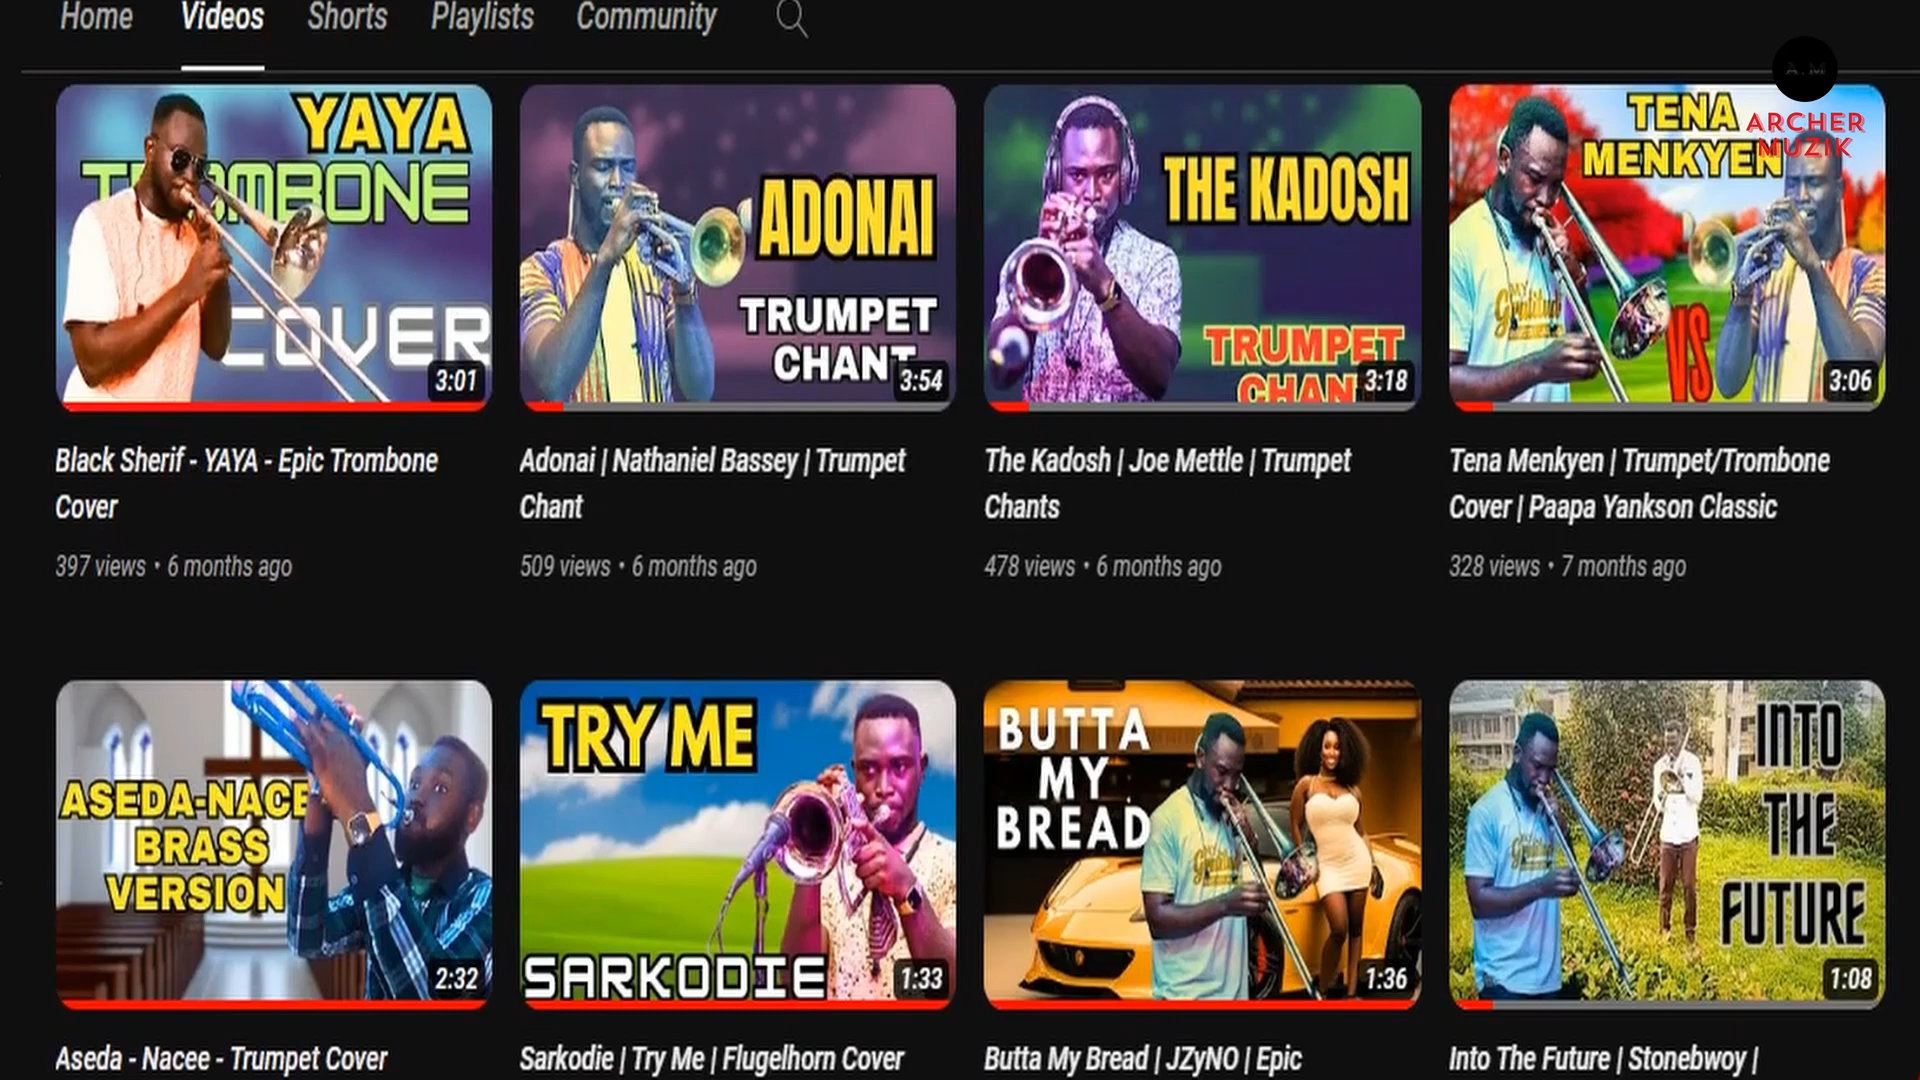 Home Videos Shorts Playlists Community
A.M
ARCHER
MUZIK
YAYA
TROMBONE
COVER
3:01
ADONAI
TRUMPET
CHANT
3:54
THE KADOSH
TRUMPET
CHANT
3:18
TENA
MENKYEN
MY
Gratitude
VS
3:06
Black Sherif - YAYA - Epic Trombone
Cover
397 views • 6 months ago
Adonai | Nathaniel Bassey | Trumpet
Chant
509 views • 6 months ago
The Kadosh | Joe Mettle | Trumpet
Chants
478 views • 6 months ago
Tena Menkyen | Trumpet/Trombone
Cover | Paapa Yankson Classic
328 views • 7 months ago
ASEDA-NACEE
BRASS
VERSION
2:32
TRY ME
SARKODIE
1:33
BUTTA
MY
BREAD
1:36
INTO
THE
FUTURE
1:08
Aseda - Nacee - Trumpet Cover
Sarkodie | Try Me | Flugelhorn Cover
Butta My Bread | JZyNO | Epic
Into The Future | Stonebwoy |